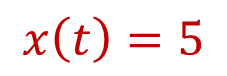 x(t) = 5